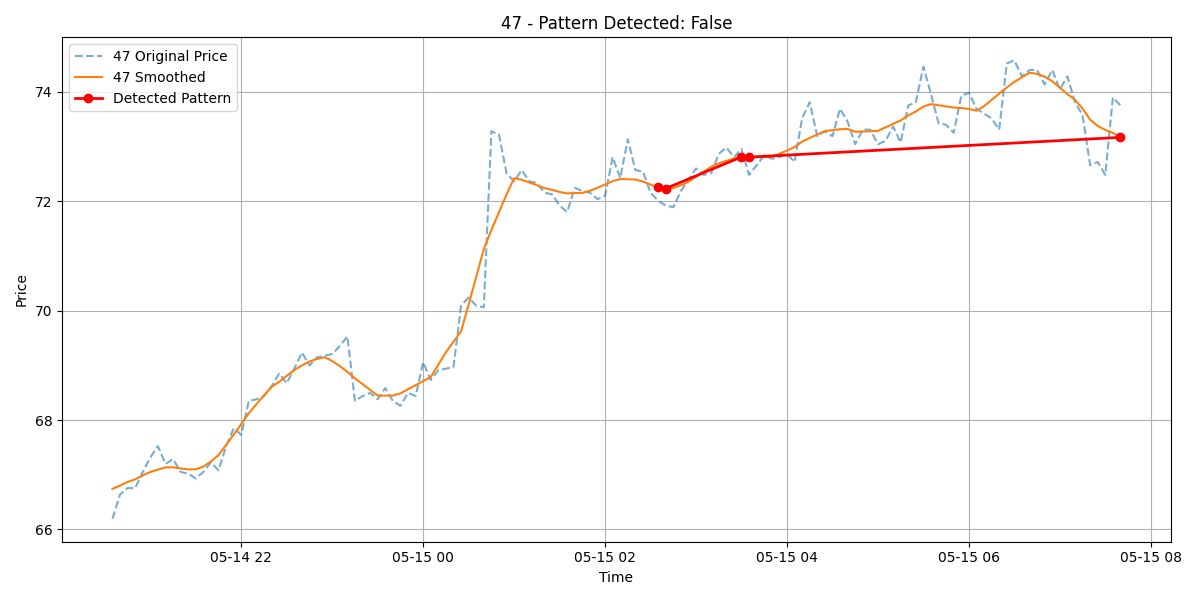 47 - Pattern Detected: False
47 Original Price
47 Smoothed
Detected Pattern
Price
74
72
70
68
66
05-14 22
05-15 00
05-15 02
05-15 04
05-15 06
05-15 08
Time